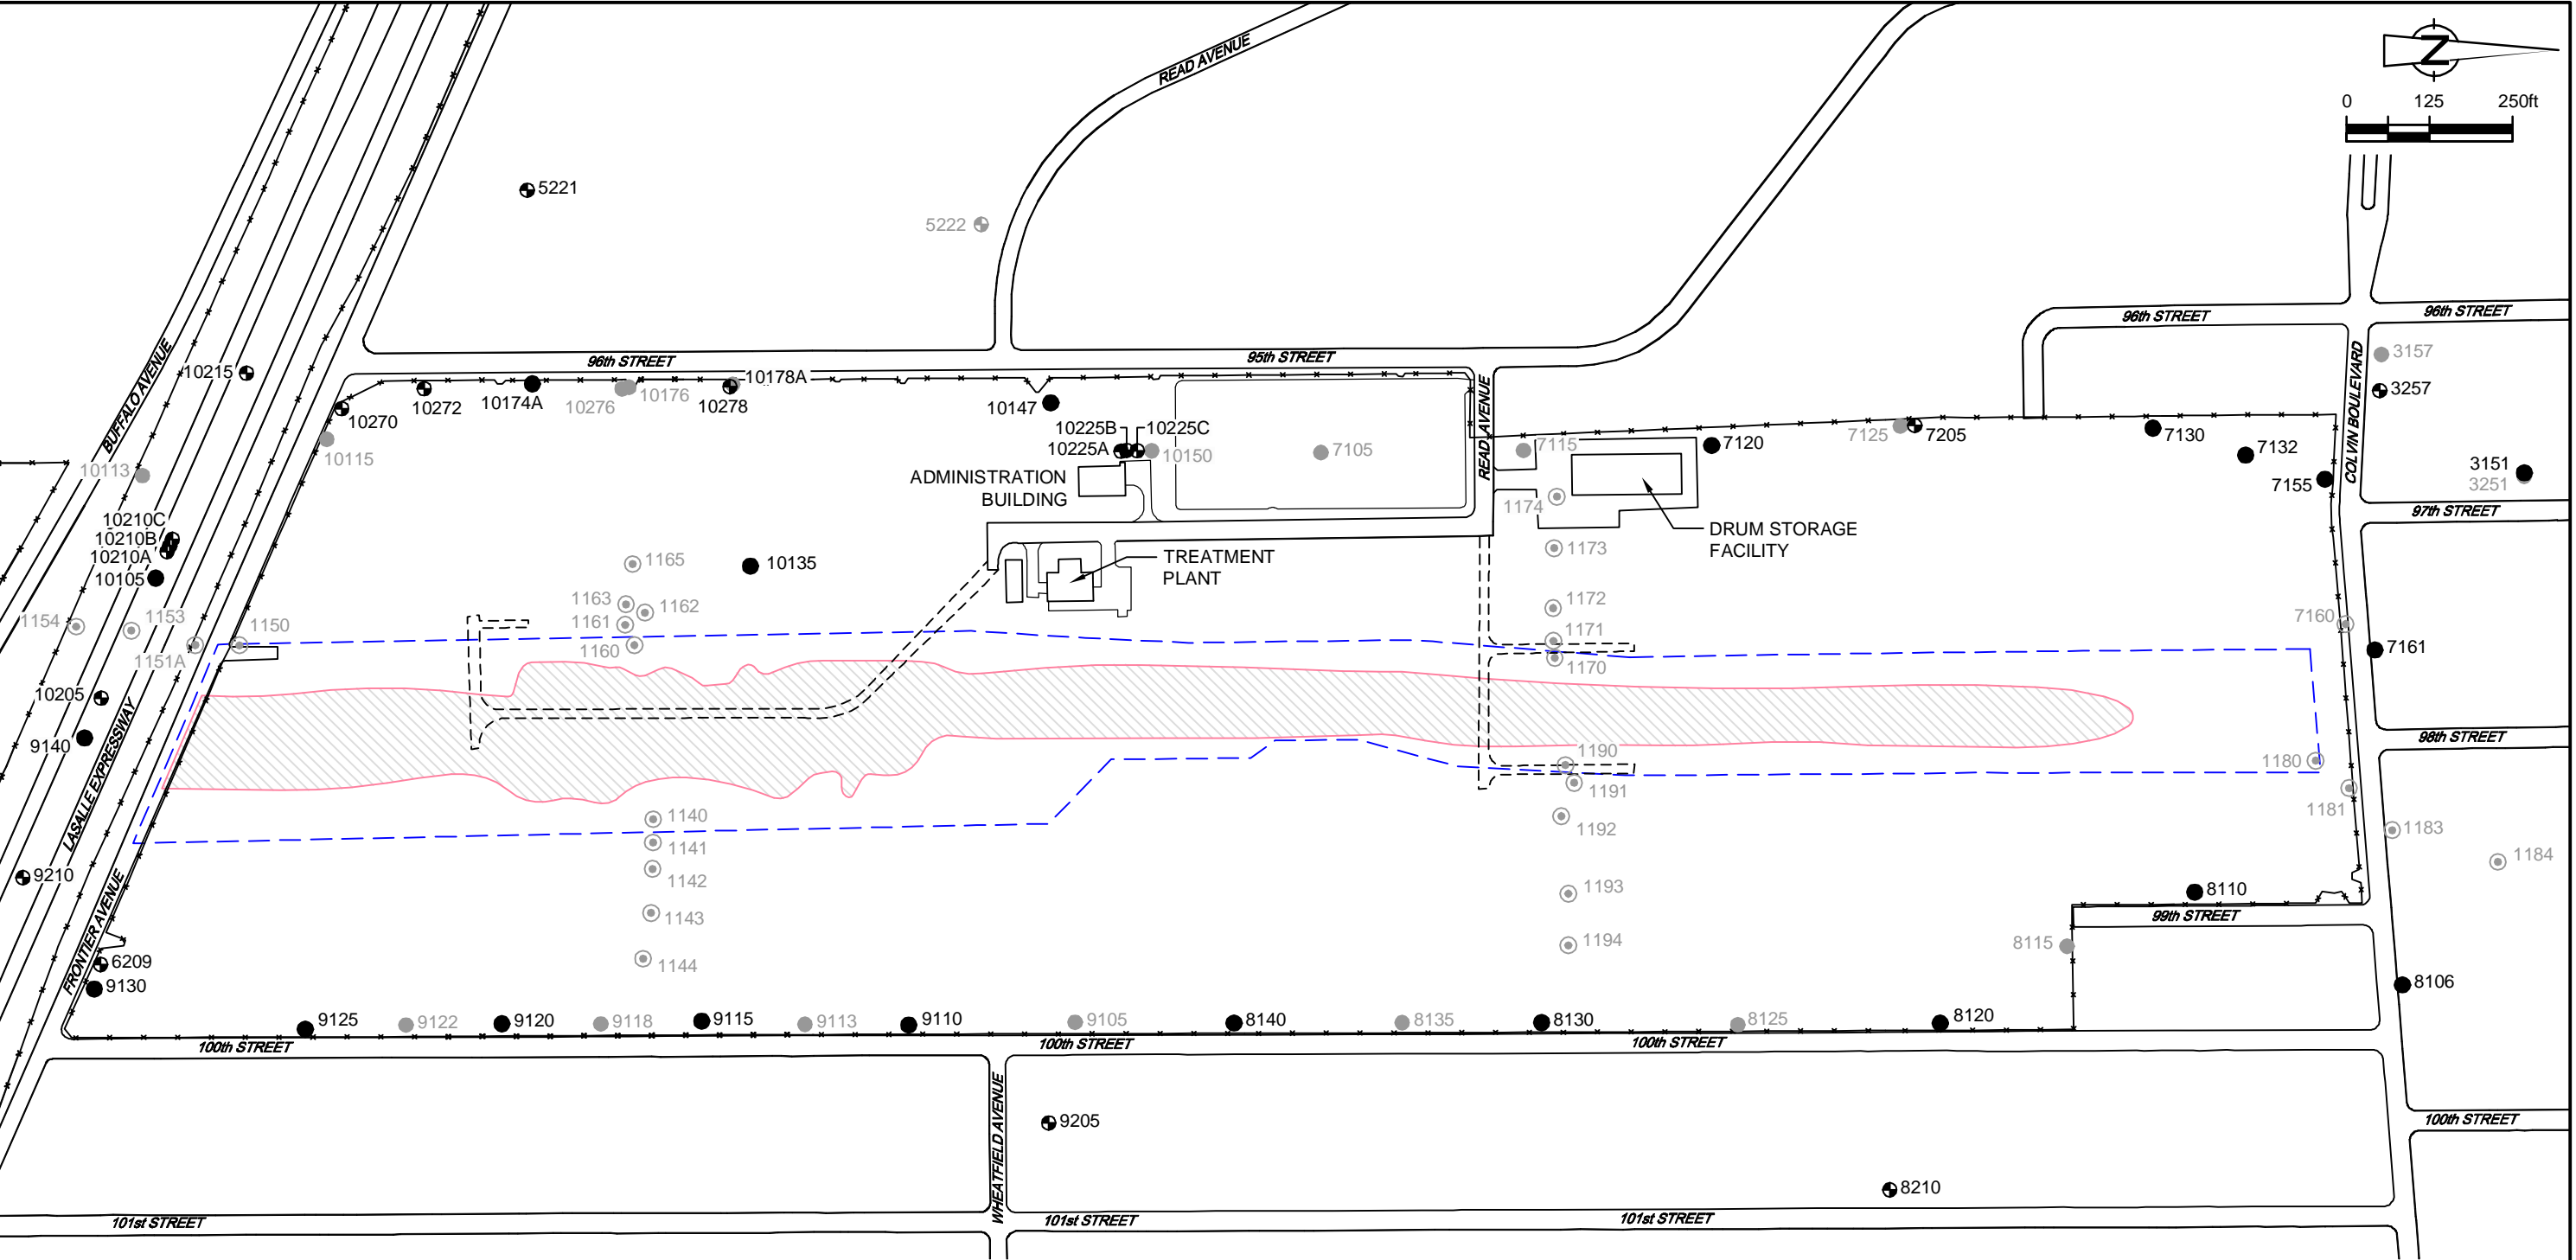 READ AVENUE
N
0 125 250ft
5221
5222
96th STREET
96th STREET
BUFFALO AVENUE
10215
10270
10272
10174A
10276
10176
10278
10178A
96th STREET
95th STREET
READ AVENUE
COLVIN BOULEVARD
3157
3257
10115
10113
10147
10225B
10225C
10225A
10150
7105
7115
7120
7125
7205
7130
7132
7155
3151
3251
ADMINISTRATION
BUILDING
1174
97th STREET
10210C
10210B
10210A
10105
DRUM STORAGE
FACILITY
1165
10135
TREATMENT
PLANT
1173
1163
1162
1161
1160
1172
1171
1170
1154
1153
1150
1151A
7160
7161
10205
9140
LASALLE EXPRESSWAY
98th STREET
1190
1191
1192
1180
1181
1183
1184
1140
1141
1142
1143
1144
1193
1194
9210
FRONTIER AVENUE
6209
9130
8110
99th STREET
8115
8106
9125
9122
9120
9118
9115
9113
9110
9105
8140
8135
8130
8125
8120
100th STREET
100th STREET
100th STREET
100th STREET
WHEATFIELD AVENUE
9205
8210
101st STREET
101st STREET
101st STREET